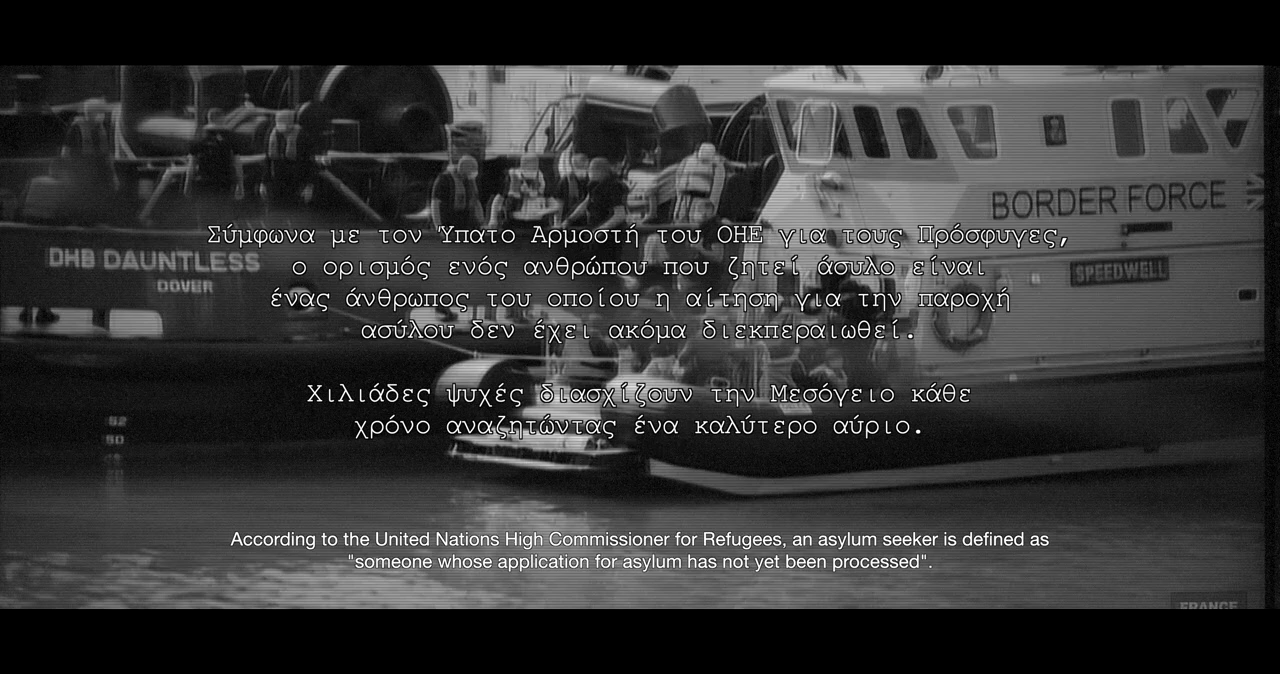 BORDER FORCE
DHB DAUNTLESS
DOVER
SPEEDWELL
Σύμφωνα με τον Ύπατο Αρμοστή του ΟΗΕ για τους Πρόσφυγες,
ο ορισμός ενός ανθρώπου που ζητεί άσυλο είναι
ένας άνθρωπος του οποίου η αίτηση για την παροχή
ασύλου δεν έχει ακόμα διεκπεραιωθεί.
Χιλιάδες ψυχές διασχίζουν την Μεσόγειο κάθε
χρόνο αναζητώντας ένα καλύτερο αύριο.
52
50
According to the United Nations High Commissioner for Refugees, an asylum seeker is defined as
"someone whose application for asylum has not yet been processed".
FRANCE